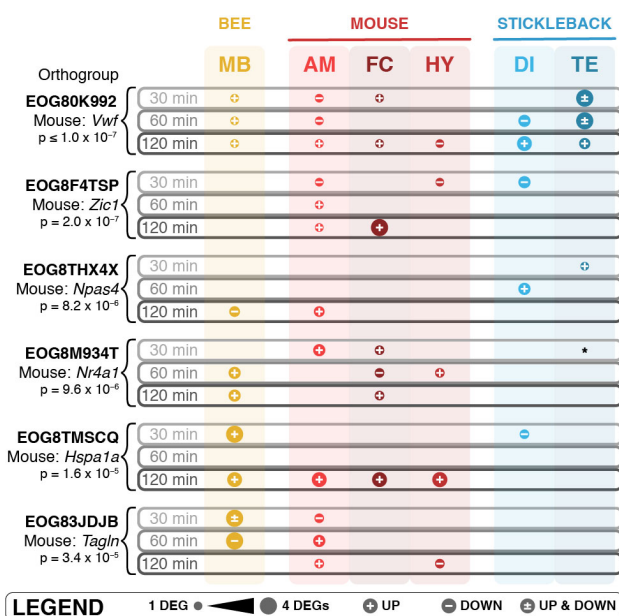 BEE MOUSE STICKLEBACK
Orthogroup MB AM FC HY DI TE
EOG80K992
Mouse: Vwf
p ≤ 1.0 x 10⁻⁷
30 min
60 min
120 min
EOG8F4TSP
Mouse: Zic1
p = 2.0 x 10⁻⁷
30 min
60 min
120 min
EOG8THX4X
Mouse: Npas4
p = 8.2 x 10⁻⁶
30 min
60 min
120 min
EOG8M934T
Mouse: Nr4a1
p = 9.6 x 10⁻⁶
30 min *
60 min
120 min
EOG8TMSCQ
Mouse: Hspa1a
p = 1.6 x 10⁻⁵
30 min
60 min
120 min
EOG83JDJB
Mouse: Tagln
p = 3.4 x 10⁻⁵
30 min
60 min
120 min
LEGEND 1 DEG 4 DEGs + UP − DOWN ± UP & DOWN